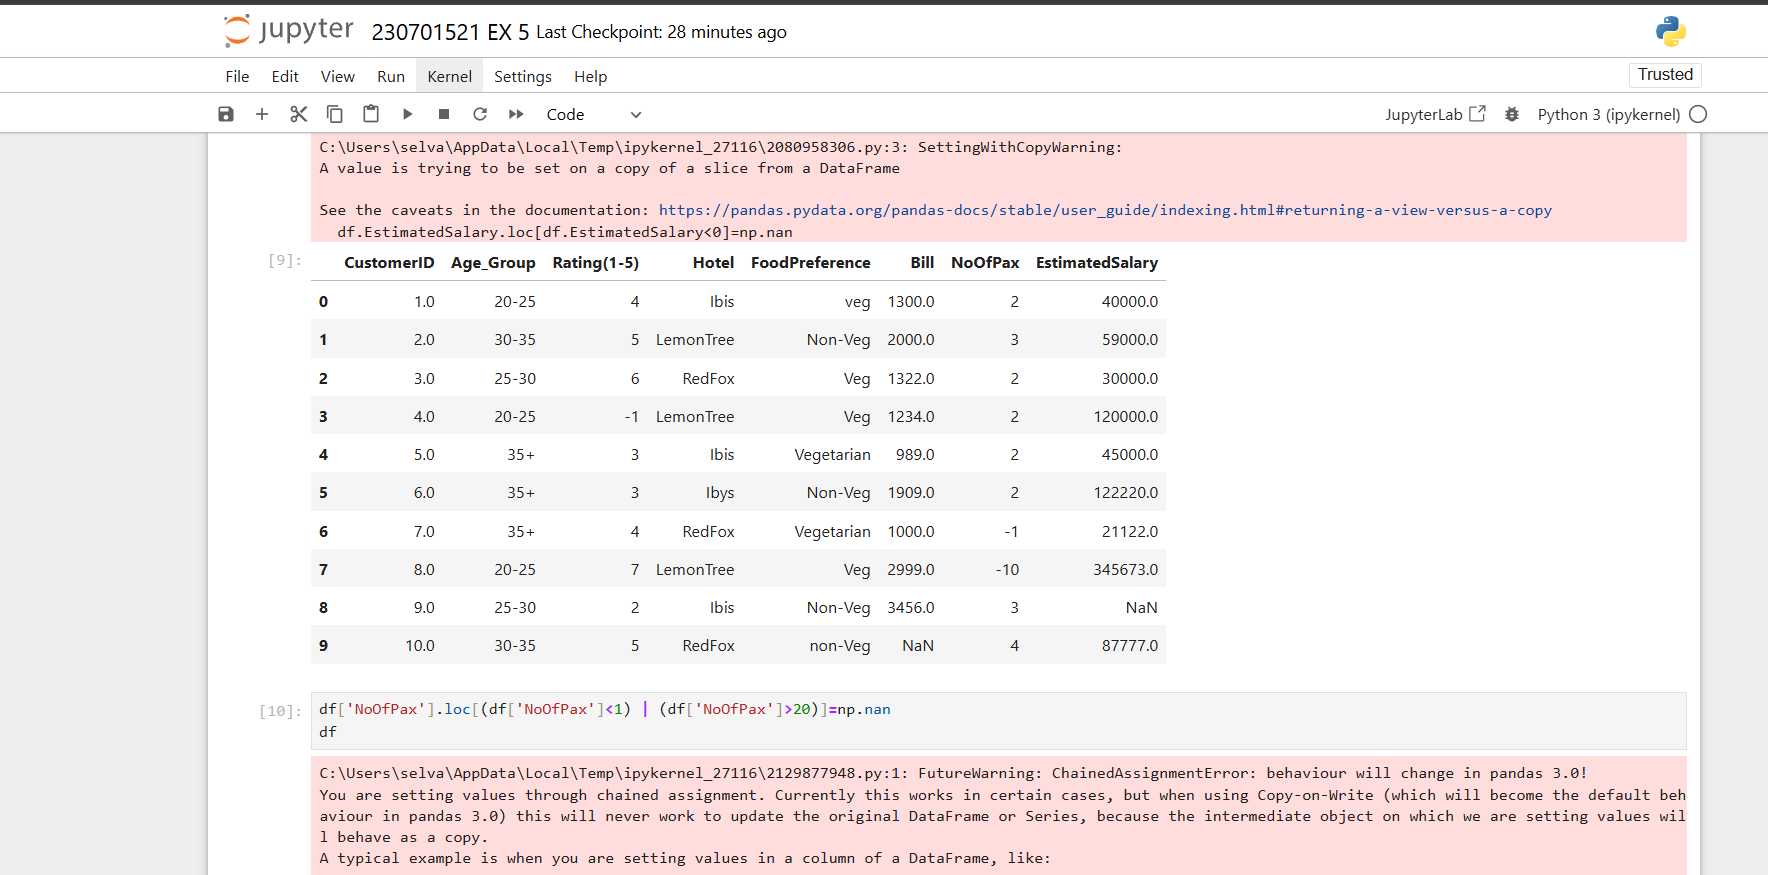 jupyter 230701521 EX 5 Last Checkpoint: 28 minutes ago
File Edit View Run Kernel Settings Help Trusted
Code JupyterLab Python 3 (ipykernel)
C:\Users\selva\AppData\Local\Temp\ipykernel_27116\2080958306.py:3: SettingWithCopyWarning:
A value is trying to be set on a copy of a slice from a DataFrame
See the caveats in the documentation: https://pandas.pydata.org/pandas-docs/stable/user_guide/indexing.html#returning-a-view-versus-a-copy
df.EstimatedSalary.loc[df.EstimatedSalary<0]=np.nan
[9]: CustomerID Age_Group Rating(1-5) Hotel FoodPreference Bill NoOfPax EstimatedSalary
0 1.0 20-25 4 Ibis veg 1300.0 2 40000.0
1 2.0 30-35 5 LemonTree Non-Veg 2000.0 3 59000.0
2 3.0 25-30 6 RedFox Veg 1322.0 2 30000.0
3 4.0 20-25 -1 LemonTree Veg 1234.0 2 120000.0
4 5.0 35+ 3 Ibis Vegetarian 989.0 2 45000.0
5 6.0 35+ 3 Ibys Non-Veg 1909.0 2 122220.0
6 7.0 35+ 4 RedFox Vegetarian 1000.0 -1 21122.0
7 8.0 20-25 7 LemonTree Veg 2999.0 -10 345673.0
8 9.0 25-30 2 Ibis Non-Veg 3456.0 3 NaN
9 10.0 30-35 5 RedFox non-Veg NaN 4 87777.0
[10]: df['NoOfPax'].loc[(df['NoOfPax']<1) | (df['NoOfPax']>20)]=np.nan
df
C:\Users\selva\AppData\Local\Temp\ipykernel_27116\2129877948.py:1: FutureWarning: ChainedAssignmentError: behaviour will change in pandas 3.0!
You are setting values through chained assignment. Currently this works in certain cases, but when using Copy-on-Write (which will become the default beh
aviour in pandas 3.0) this will never work to update the original DataFrame or Series, because the intermediate object on which we are setting values wil
l behave as a copy.
A typical example is when you are setting values in a column of a DataFrame, like: